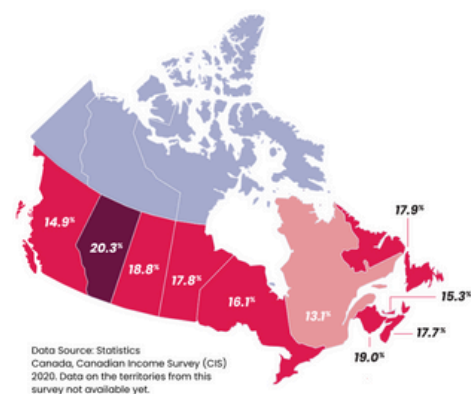 17.9%
14.9%
20.3%
15.3%
18.8%
17.8%
16.1%
13.1%
17.7%
19.0%
Data Source: Statistics
Canada, Canadian Income Survey (CIS)
2020. Data on the territories from this
survey not available yet.